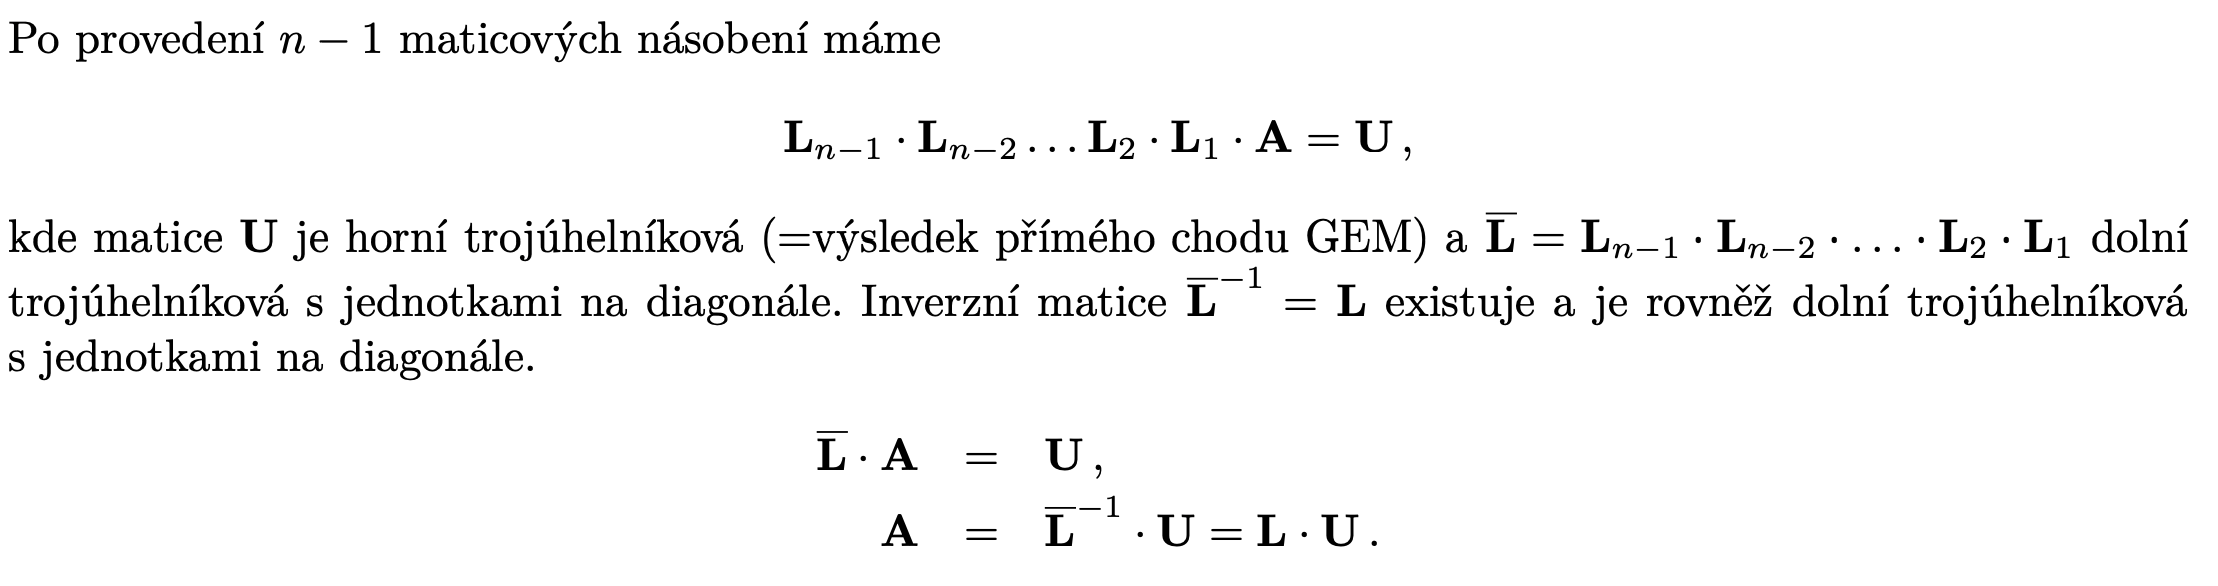 Po provedení n − 1 maticových násobení máme
L_{n−1} · L_{n−2} … L_2 · L_1 · A = U ,
kde matice U je horní trojúhelníková (=výsledek přímého chodu GEM) a L̅ = L_{n−1} · L_{n−2} · … · L_2 · L_1 dolní
trojúhelníková s jednotkami na diagonále. Inverzní matice L̅^{−1} = L existuje a je rovněž dolní trojúhelníková
s jednotkami na diagonále.
L̅ · A = U ,
A = L̅^{−1} · U = L · U .